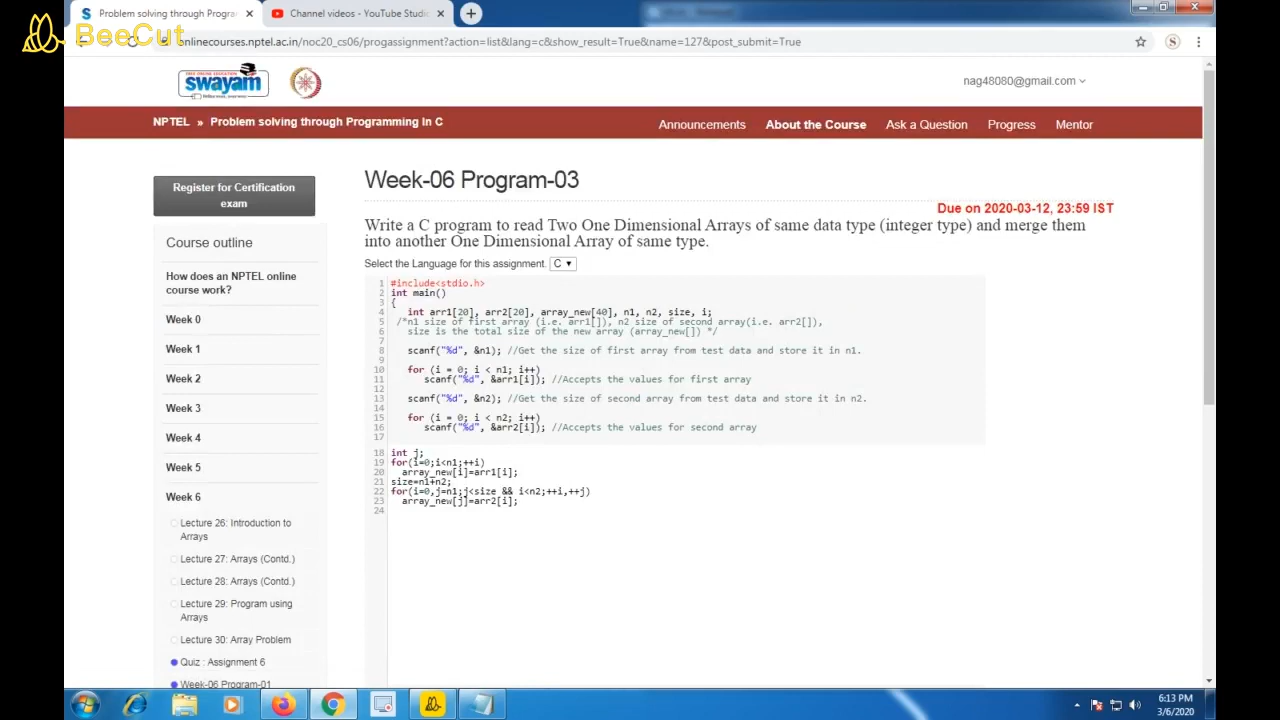 Problem solving through Progra
Channel videos - YouTube Studio
BeeCut
onlinecourses.nptel.ac.in/noc20_cs06/progassignment?action=list&lang=c&show_result=True&name=127&post_submit=True
swayam
nag48080@gmail.com
NPTEL » Problem solving through Programming In C
Announcements About the Course Ask a Question Progress Mentor
Register for Certification
exam
Course outline
How does an NPTEL online
course work?
Week 0
Week 1
Week 2
Week 3
Week 4
Week 5
Week 6
Lecture 26: Introduction to
Arrays
Lecture 27: Arrays (Contd.)
Lecture 28: Arrays (Contd.)
Lecture 29: Program using
Arrays
Lecture 30: Array Problem
Quiz : Assignment 6
Week-06 Program-01
Week-06 Program-03
Due on 2020-03-12, 23:59 IST
Write a C program to read Two One Dimensional Arrays of same data type (integer type) and merge them
into another One Dimensional Array of same type.
Select the Language for this assignment. C
1 #include<stdio.h>
2 int main()
3 {
4 int arr1[20], arr2[20], array_new[40], n1, n2, size, i;
5 /*n1 size of first array (i.e. arr1[]), n2 size of second array(i.e. arr2[]),
6 size is the total size of the new array (array_new[]) */
7
8 scanf("%d", &n1); //Get the size of first array from test data and store it in n1.
9
10 for (i = 0; i < n1; i++)
11 scanf("%d", &arr1[i]); //Accepts the values for first array
12
13 scanf("%d", &n2); //Get the size of second array from test data and store it in n2.
14
15 for (i = 0; i < n2; i++)
16 scanf("%d", &arr2[i]); //Accepts the values for second array
17
18 int j;
19 for(i=0;i<n1;++i)
20 array_new[i]=arr1[i];
21 size=n1+n2;
22 for(i=0,j=n1;j<size && i<n2;++i,++j)
23 array_new[j]=arr2[i];
24
6:13 PM
3/6/2020